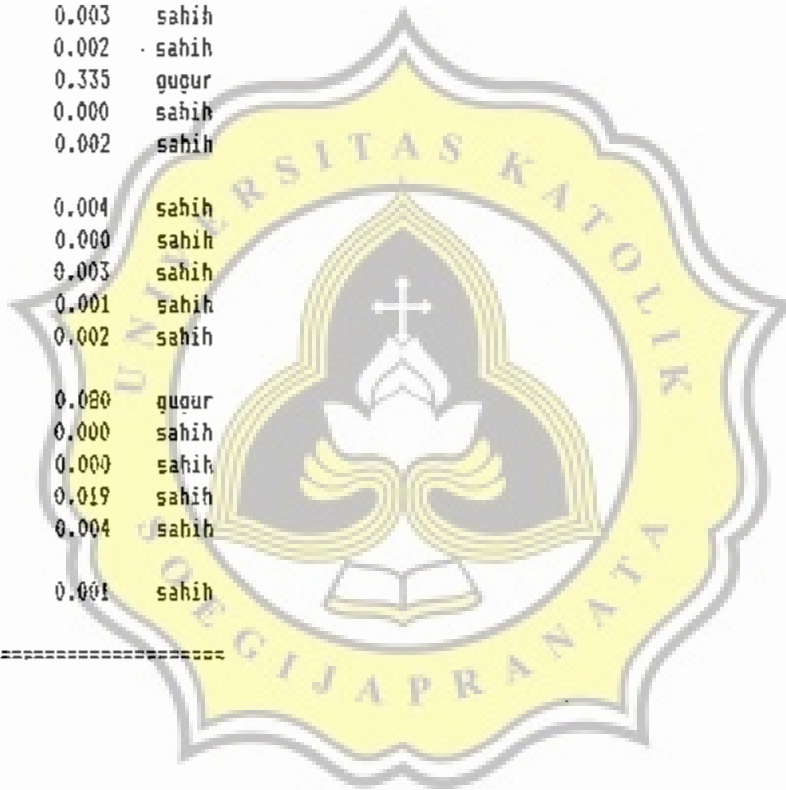 0.003 sahih
0.002 sahih
0.335 gugur
0.000 sahih
0.002 sahih
0.004 sahih
0.000 sahih
0.003 sahih
0.001 sahih
0.002 sahih
0.080 gugur
0.000 sahih
0.000 sahih
0.019 sahih
0.004 sahih
0.001 sahih
====================
UNIVERSITAS KATOLIK
SOEGIJAPRANATA